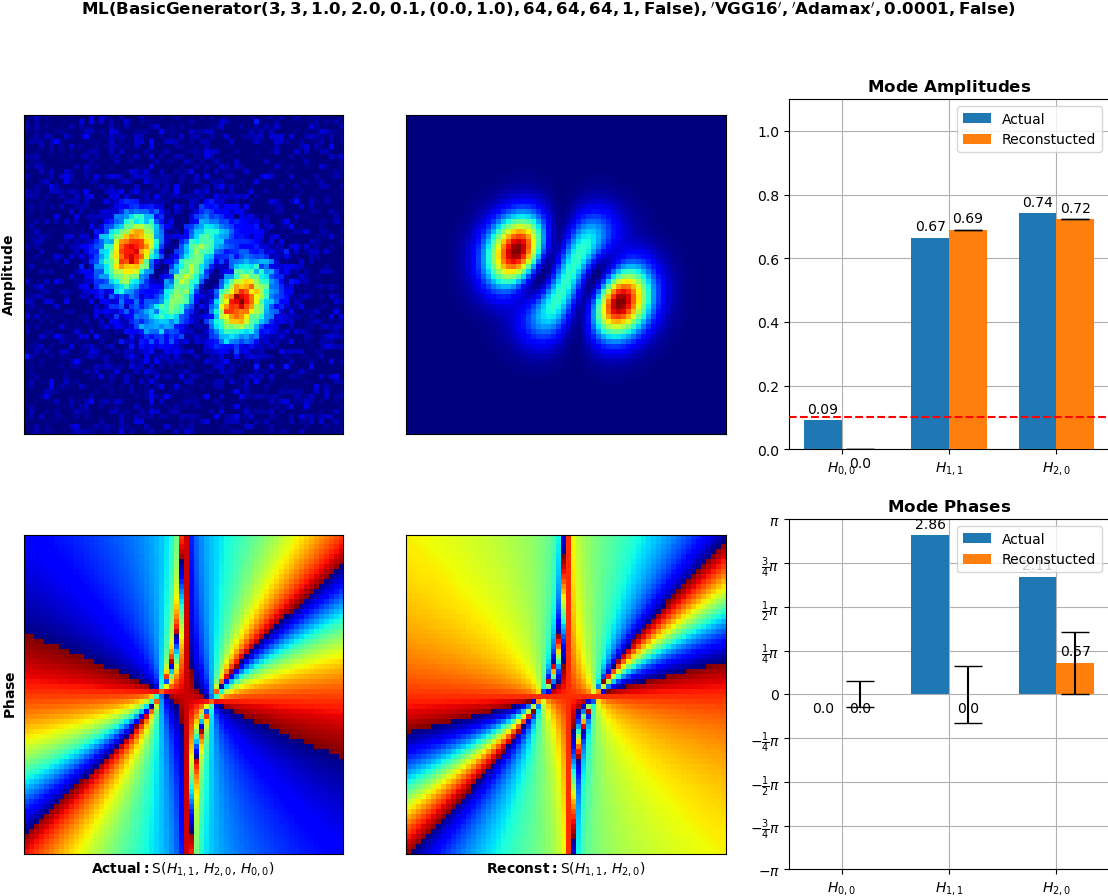 ML(BasicGenerator(3, 3, 1.0, 2.0, 0.1, (0.0, 1.0), 64, 64, 64, 1, False), ′VGG16′, ′Adamax′, 0.0001, False)
Mode Amplitudes
Amplitude
Actual
Reconstucted
1.0
0.8
0.6
0.4
0.2
0.0
0.09
0.0
0.67
0.69
0.74
0.72
H0,0
H1,1
H2,0
Mode Phases
Phase
Actual
Reconstucted
π
3/4π
1/2π
1/4π
0
−1/4π
−1/2π
−3/4π
−π
0.0
0.0
2.86
0.0
2.11
0.57
H0,0
H1,1
H2,0
Actual: S(H1,1, H2,0, H0,0)
Reconst: S(H1,1, H2,0)